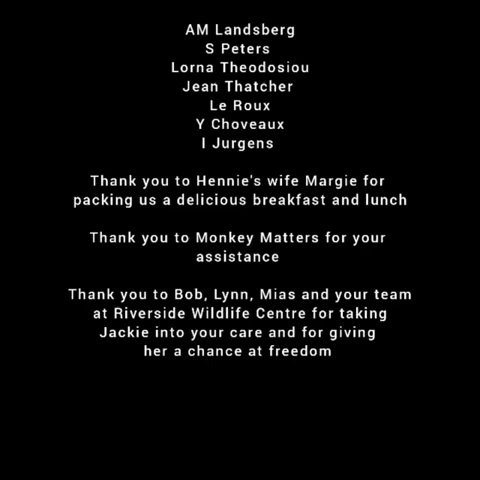 AM Landsberg
S Peters
Lorna Theodosiou
Jean Thatcher
Le Roux
Y Choveaux
I Jurgens
Thank you to Hennie's wife Margie for
packing us a delicious breakfast and lunch
Thank you to Monkey Matters for your
assistance
Thank you to Bob, Lynn, Mias and your team
at Riverside Wildlife Centre for taking
Jackie into your care and for giving
her a chance at freedom